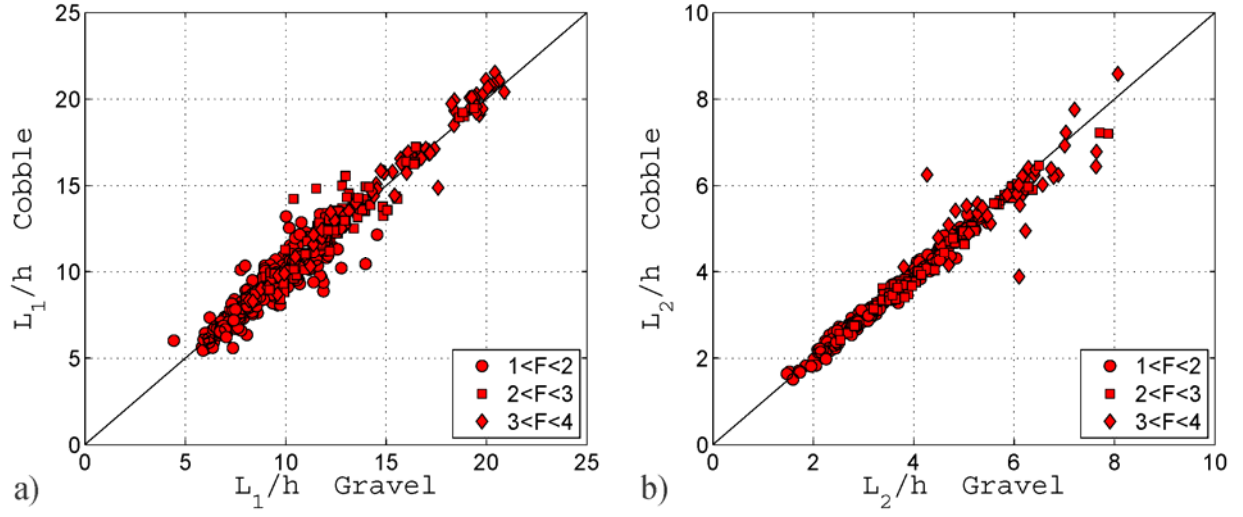 25
20
15
10
5
0
L1/h Cobble
0 5 10 15 20 25
L1/h Gravel
1<F<2
2<F<3
3<F<4
a)
10
8
6
4
2
0
L2/h Cobble
0 2 4 6 8 10
L2/h Gravel
1<F<2
2<F<3
3<F<4
b)